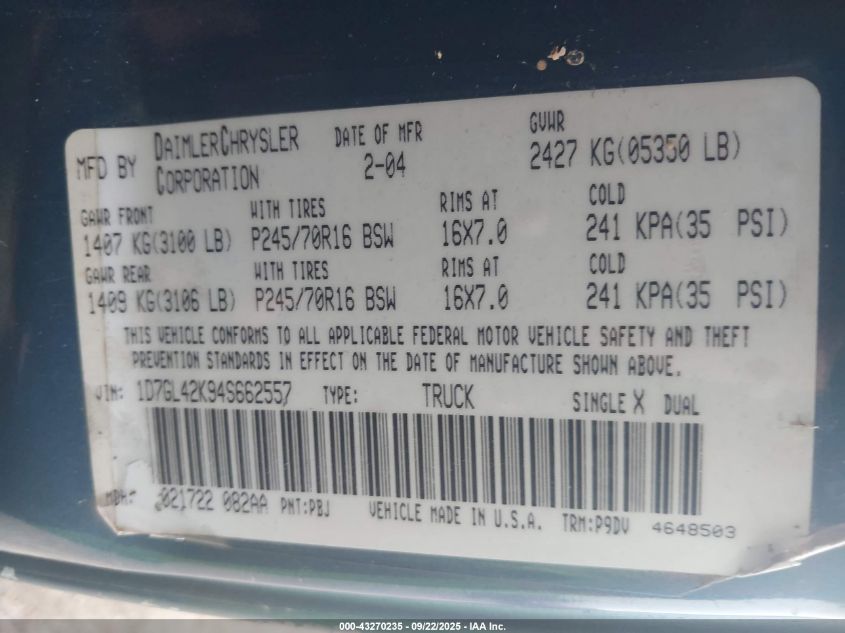 MFD BY DAIMLERCHRYSLER CORPORATION DATE OF MFR 2-04 GVWR 2427 KG(05350 LB)
GAWR FRONT WITH TIRES RIMS AT COLD
1407 KG(3100 LB) P245/70R16 BSW 16X7.0 241 KPA(35 PSI)
GAWR REAR WITH TIRES RIMS AT COLD
1409 KG(3106 LB) P245/70R16 BSW 16X7.0 241 KPA(35 PSI)
THIS VEHICLE CONFORMS TO ALL APPLICABLE FEDERAL MOTOR VEHICLE SAFETY AND THEFT
PREVENTION STANDARDS IN EFFECT ON THE DATE OF MANUFACTURE SHOWN ABOVE.
VIN: 1D7GL42K94S662557 TYPE: TRUCK SINGLE X DUAL
MDH: 021722 082AA PNT:PBJ VEHICLE MADE IN U.S.A. TRM:P9DV 4648503
000-43270235 - 09/22/2025 - IAA Inc.